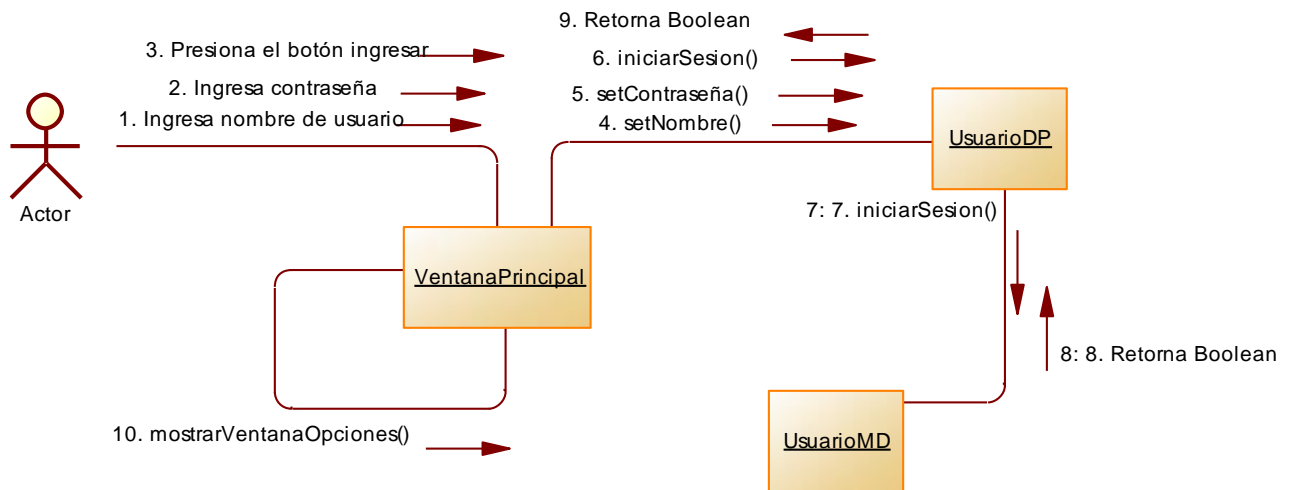 9. Retorna Boolean
3. Presiona el botón ingresar
6. iniciarSesion()
2. Ingresa contraseña
5. setContraseña()
1. Ingresa nombre de usuario
4. setNombre()
UsuarioDP
Actor
7: 7. iniciarSesion()
VentanaPrincipal
8: 8. Retorna Boolean
10. mostrarVentanaOpciones()
UsuarioMD